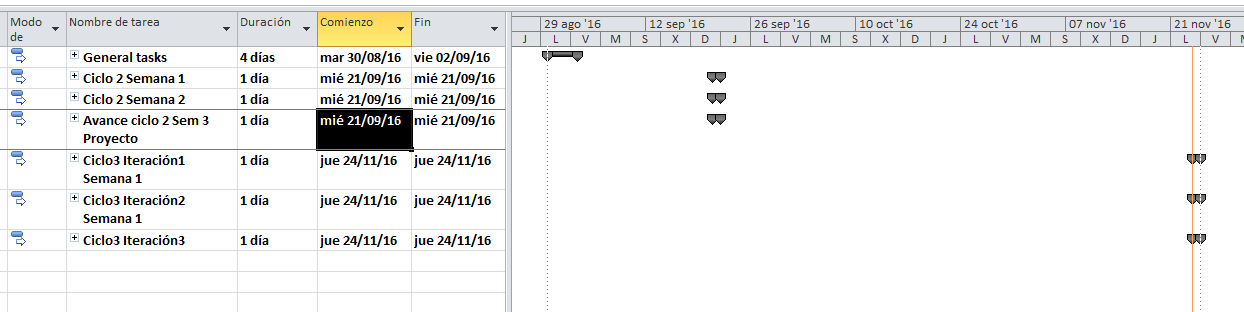 Modo de
Nombre de tarea
Duración
Comienzo
Fin
29 ago '16
12 sep '16
26 sep '16
10 oct '16
24 oct '16
07 nov '16
21 nov '16
J L V M S X D J L V M S X D J L V M S X D J L V M
General tasks 4 días mar 30/08/16 vie 02/09/16
Ciclo 2 Semana 1 1 día mié 21/09/16 mié 21/09/16
Ciclo 2 Semana 2 1 día mié 21/09/16 mié 21/09/16
Avance ciclo 2 Sem 3 1 día mié 21/09/16 mié 21/09/16
Proyecto
Ciclo3 Iteración1 1 día jue 24/11/16 jue 24/11/16
Semana 1
Ciclo3 Iteración2 1 día jue 24/11/16 jue 24/11/16
Semana 1
Ciclo3 Iteración3 1 día jue 24/11/16 jue 24/11/16